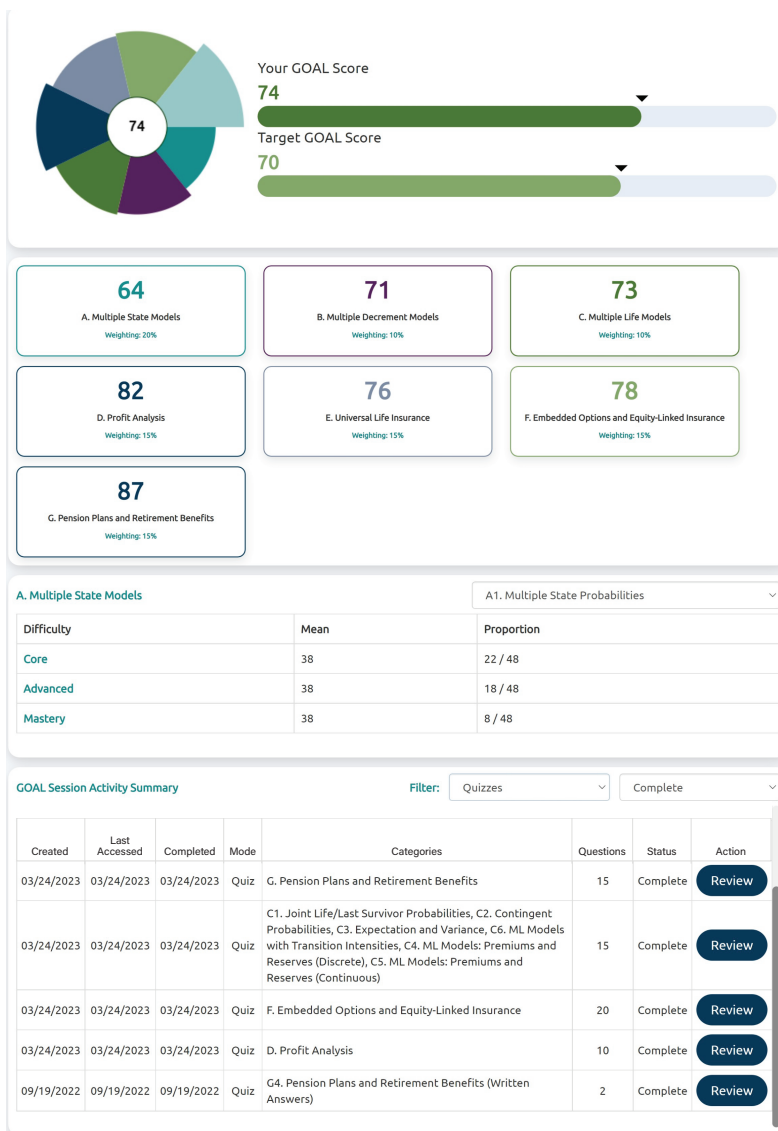 74
Your GOAL Score
74
Target GOAL Score
70
64
A. Multiple State Models
Weighting: 20%
71
B. Multiple Decrement Models
Weighting: 10%
73
C. Multiple Life Models
Weighting: 10%
82
D. Profit Analysis
Weighting: 15%
76
E. Universal Life Insurance
Weighting: 15%
78
F. Embedded Options and Equity-Linked Insurance
Weighting: 15%
87
G. Pension Plans and Retirement Benefits
Weighting: 15%
A. Multiple State Models
A1. Multiple State Probabilities
Difficulty Mean Proportion
Core 38 22 / 48
Advanced 38 18 / 48
Mastery 38 8 / 48
GOAL Session Activity Summary Filter: Quizzes Complete
Created Last Accessed Completed Mode Categories Questions Status Action
03/24/2023 03/24/2023 03/24/2023 Quiz G. Pension Plans and Retirement Benefits 15 Complete Review
C1. Joint Life/Last Survivor Probabilities, C2. Contingent
Probabilities, C3. Expectation and Variance, C6. ML Models
03/24/2023 03/24/2023 03/24/2023 Quiz with Transition Intensities, C4. ML Models: Premiums and 15 Complete Review
Reserves (Discrete), C5. ML Models: Premiums and
Reserves (Continuous)
03/24/2023 03/24/2023 03/24/2023 Quiz F. Embedded Options and Equity-Linked Insurance 20 Complete Review
03/24/2023 03/24/2023 03/24/2023 Quiz D. Profit Analysis 10 Complete Review
09/19/2022 09/19/2022 09/19/2022 Quiz G4. Pension Plans and Retirement Benefits (Written 2 Complete Review
Answers)